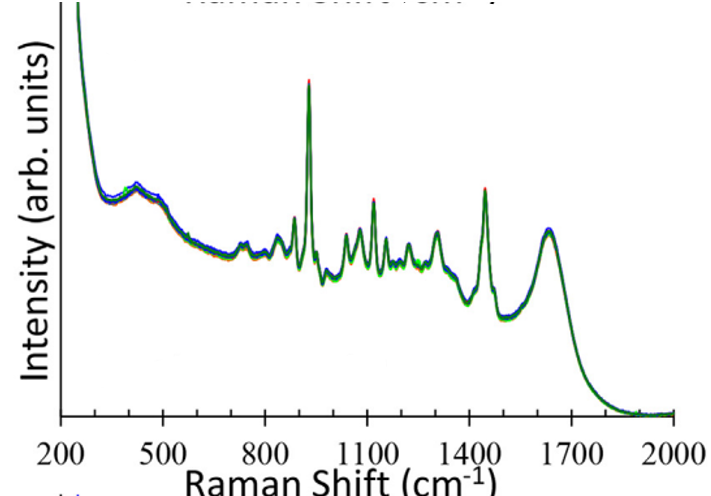 Intensity (arb. units)
200 500 800 1100 1400 1700 2000
Raman Shift (cm⁻¹)